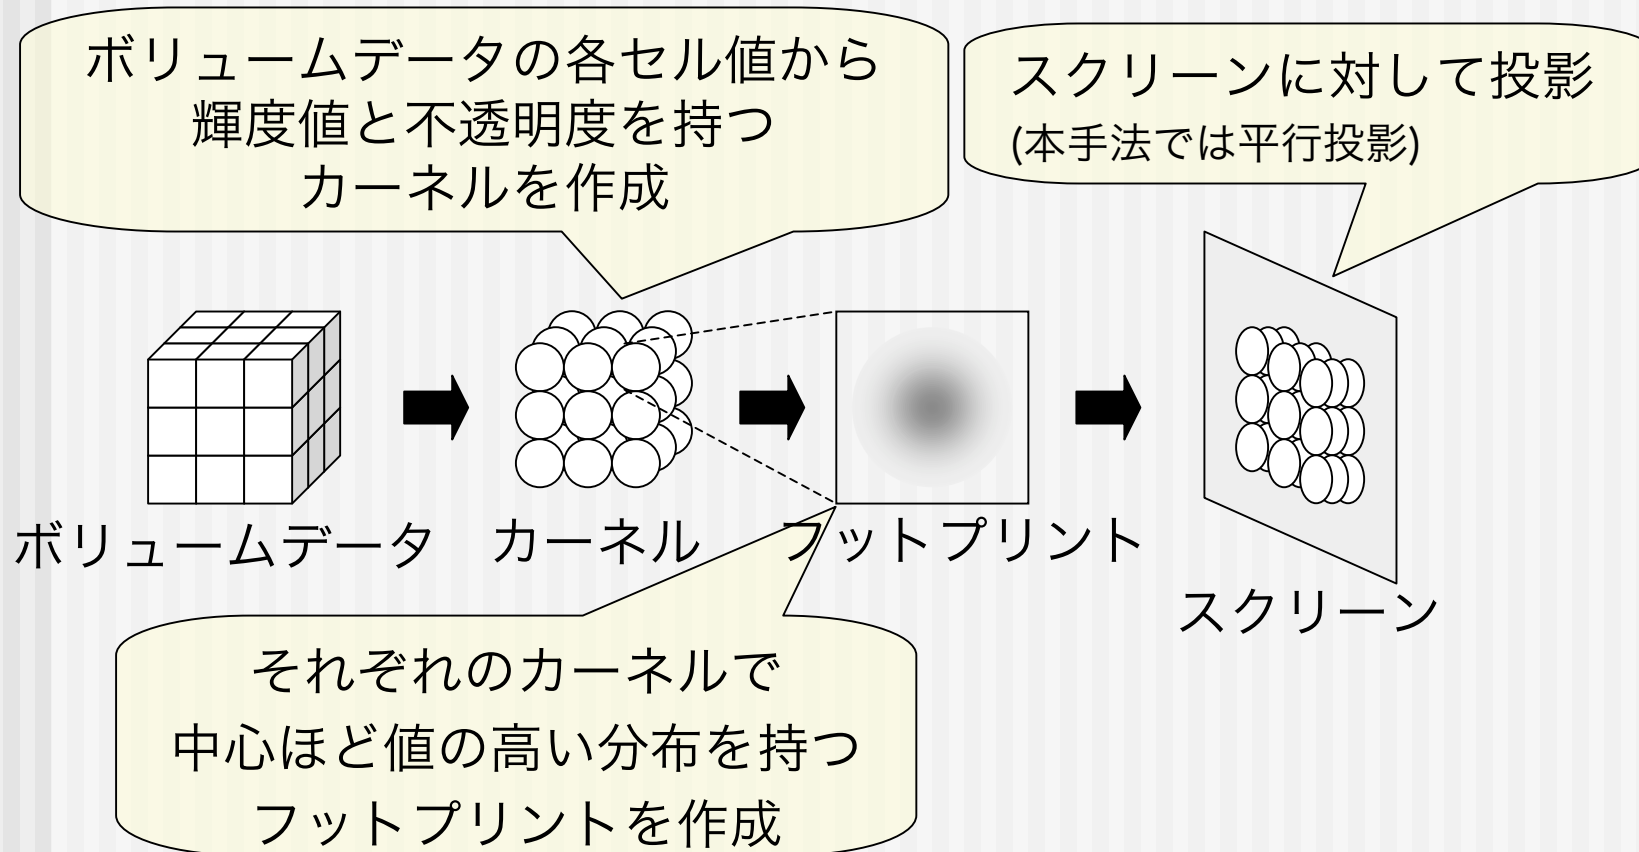 ボリュームデータの各セル値から
輝度値と不透明度を持つ
カーネルを作成
スクリーンに対して投影
(本手法では平行投影)
ボリュームデータ
カーネル
フットプリント
スクリーン
それぞれのカーネルで
中心ほど値の高い分布を持つ
フットプリントを作成